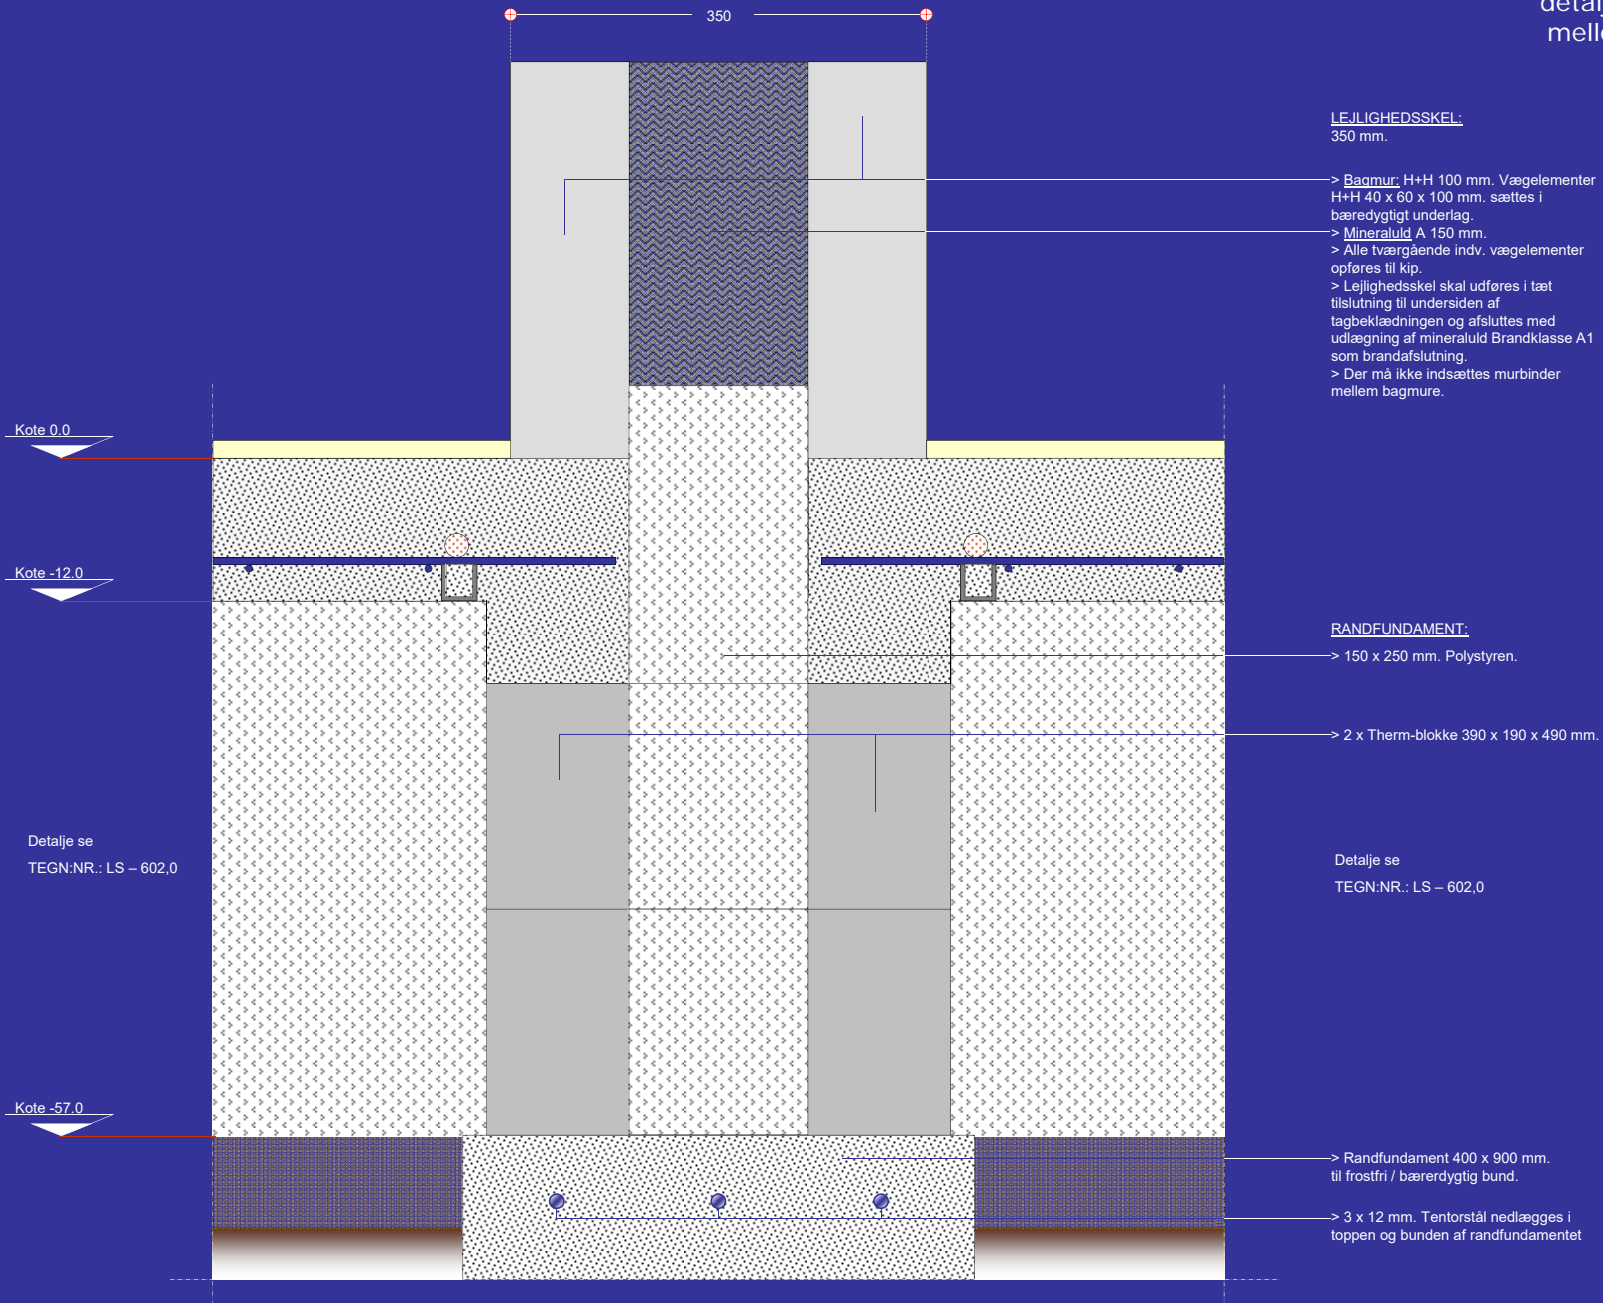 350
detalj
melle
LEJLIGHEDSSKEL:
350 mm.
> Bagmur: H+H 100 mm. Vægelementer
H+H 40 x 60 x 100 mm. sættes i
bæredygtigt underlag.
> Mineraluld A 150 mm.
> Alle tværgående indv. vægelementer
opføres til kip.
> Lejlighedsskel skal udføres i tæt
tilslutning til undersiden af
tagbeklædningen og afsluttes med
udlægning af mineraluld Brandklasse A1
som brandafslutning.
> Der må ikke indsættes murbinder
mellem bagmure.
Kote 0.0
Kote -12.0
RANDFUNDAMENT:
> 150 x 250 mm. Polystyren.
> 2 x Therm-blokke 390 x 190 x 490 mm.
Detalje se
TEGN:NR.: LS – 602,0
Detalje se
TEGN:NR.: LS – 602,0
Kote -57.0
> Randfundament 400 x 900 mm.
til frostfri / bærerdygtig bund.
> 3 x 12 mm. Tentorstål nedlægges i
toppen og bunden af randfundamentet